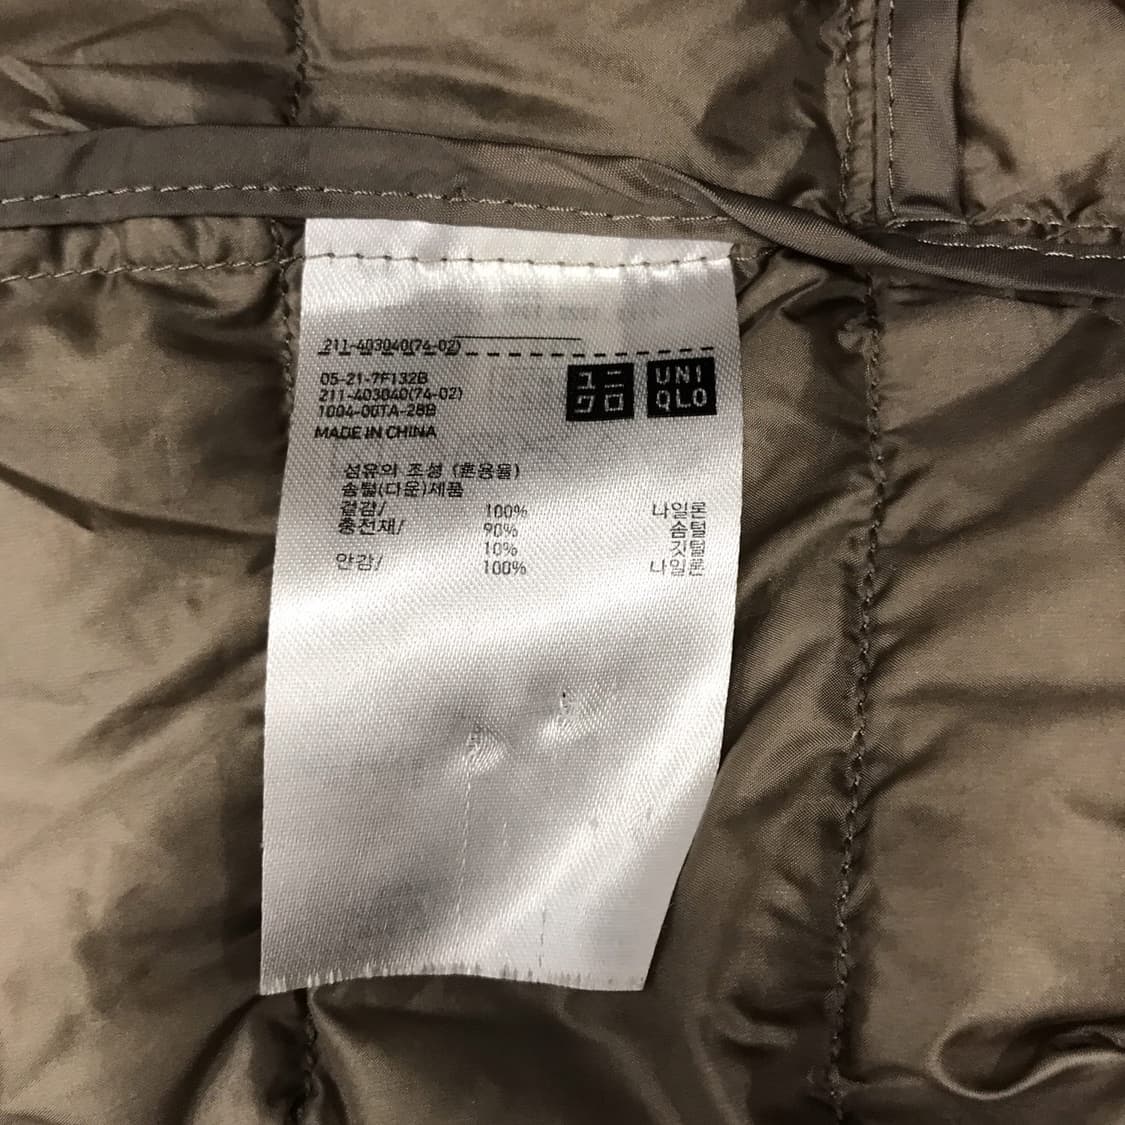 211-403040(74-02)
05-21-7F132B
211-403040(74-02)
1004-00TA-28B
MADE IN CHINA
ユニ
クロ
UNI
QLO
섬유의 조성 (혼용율)
솜털(다운)제품
겉감/ 100% 나일론
충전재/ 90% 솜털
10% 깃털
안감/ 100% 나일론